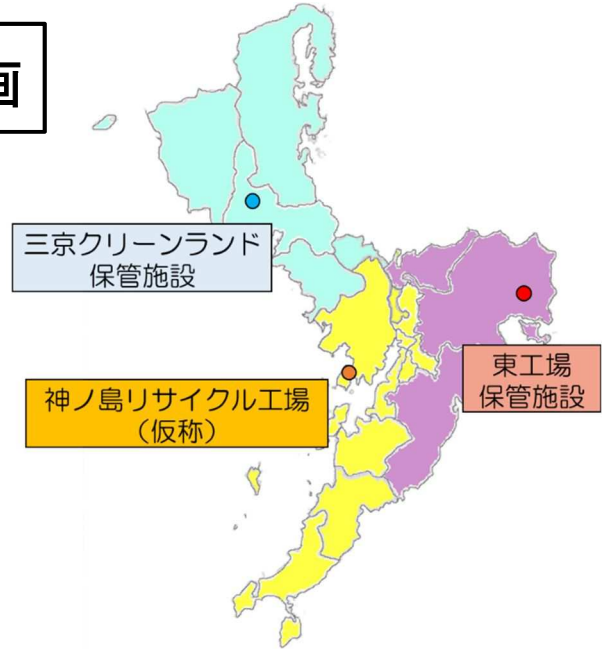 画
三京クリーンランド
保管施設
東工場
保管施設
神ノ島リサイクル工場
（仮称）